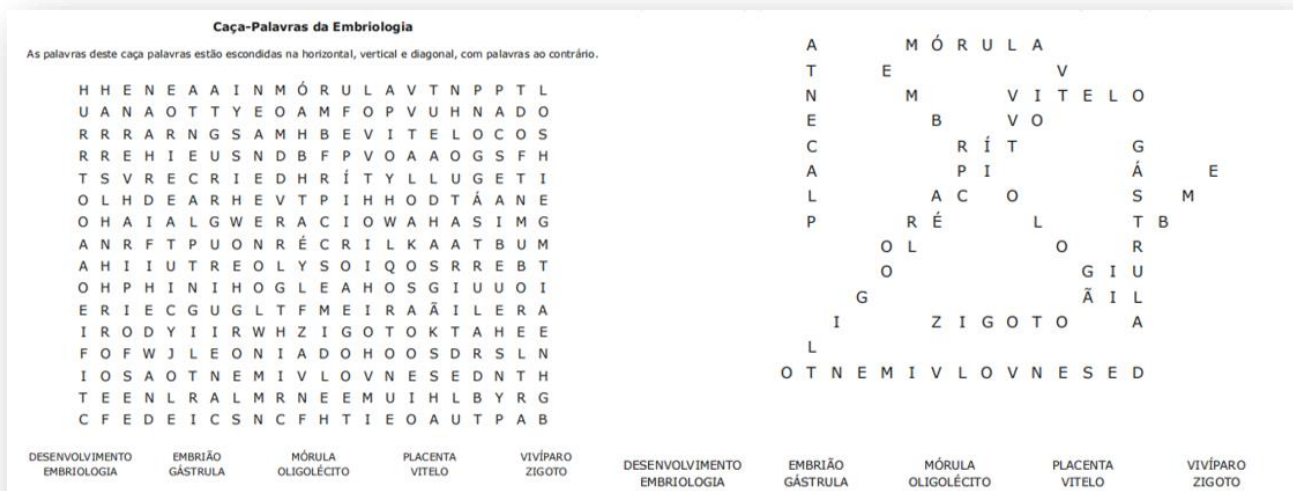 Caça-Palavras da Embriologia
As palavras deste caça palavras estão escondidas na horizontal, vertical e diagonal, com palavras ao contrário.
H H E N E A A I N M Ó R U L A V T N P P T L
U A N A O T T Y E O A M F O P V U H N A D O
R R R A R N G S A M H B E V I T E L O C O S
R R E H I E U S N D B F P V O A A O G S F H
T S V R E C R I E D H R Í T Y L L U G E T I
O L H D E A R H E V T P I H H O D T Á A N E
O H A I A L G W E R A C I O W A H A S I M G
A N R F T P U O N R É C R I L K A A T B U M
A H I I U T R E O L Y S O I Q O S R R E B T
O H P H I N I H O G L E A H O S G I U U O I
E R I E C G U G L T F M E I R A Ã I L E R A
I R O D Y I I R W H Z I G O T O K T A H E E
F O F W J L E O N I A D O H O O S D R S L N
I O S A O T N E M I V L O V N E S E D N T H
T E E N L R A L M R N E E M U I H L B Y R G
C F E D E I C S N C F H T I E O A U T P A B
DESENVOLVIMENTO EMBRIÃO MÓRULA PLACENTA VIVÍPARO
EMBRIOLOGIA GÁSTRULA OLIGOLÉCITO VITELO ZIGOTO
A M Ó R U L A
T E V
N M V I T E L O
E B V O
C R Í T G
A P I Á E
L A C O S M
P R É L T B
O L O R
O G I U
G Ã I L
I Z I G O T O A
L
O T N E M I V L O V N E S E D
DESENVOLVIMENTO EMBRIÃO MÓRULA PLACENTA VIVÍPARO
EMBRIOLOGIA GÁSTRULA OLIGOLÉCITO VITELO ZIGOTO